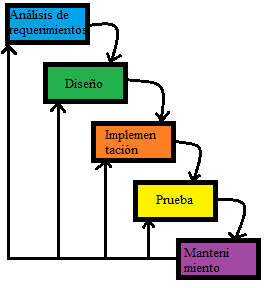 Análisis de
requerimientos
Diseño
Implemen
tación
Prueba
Manteni
miento